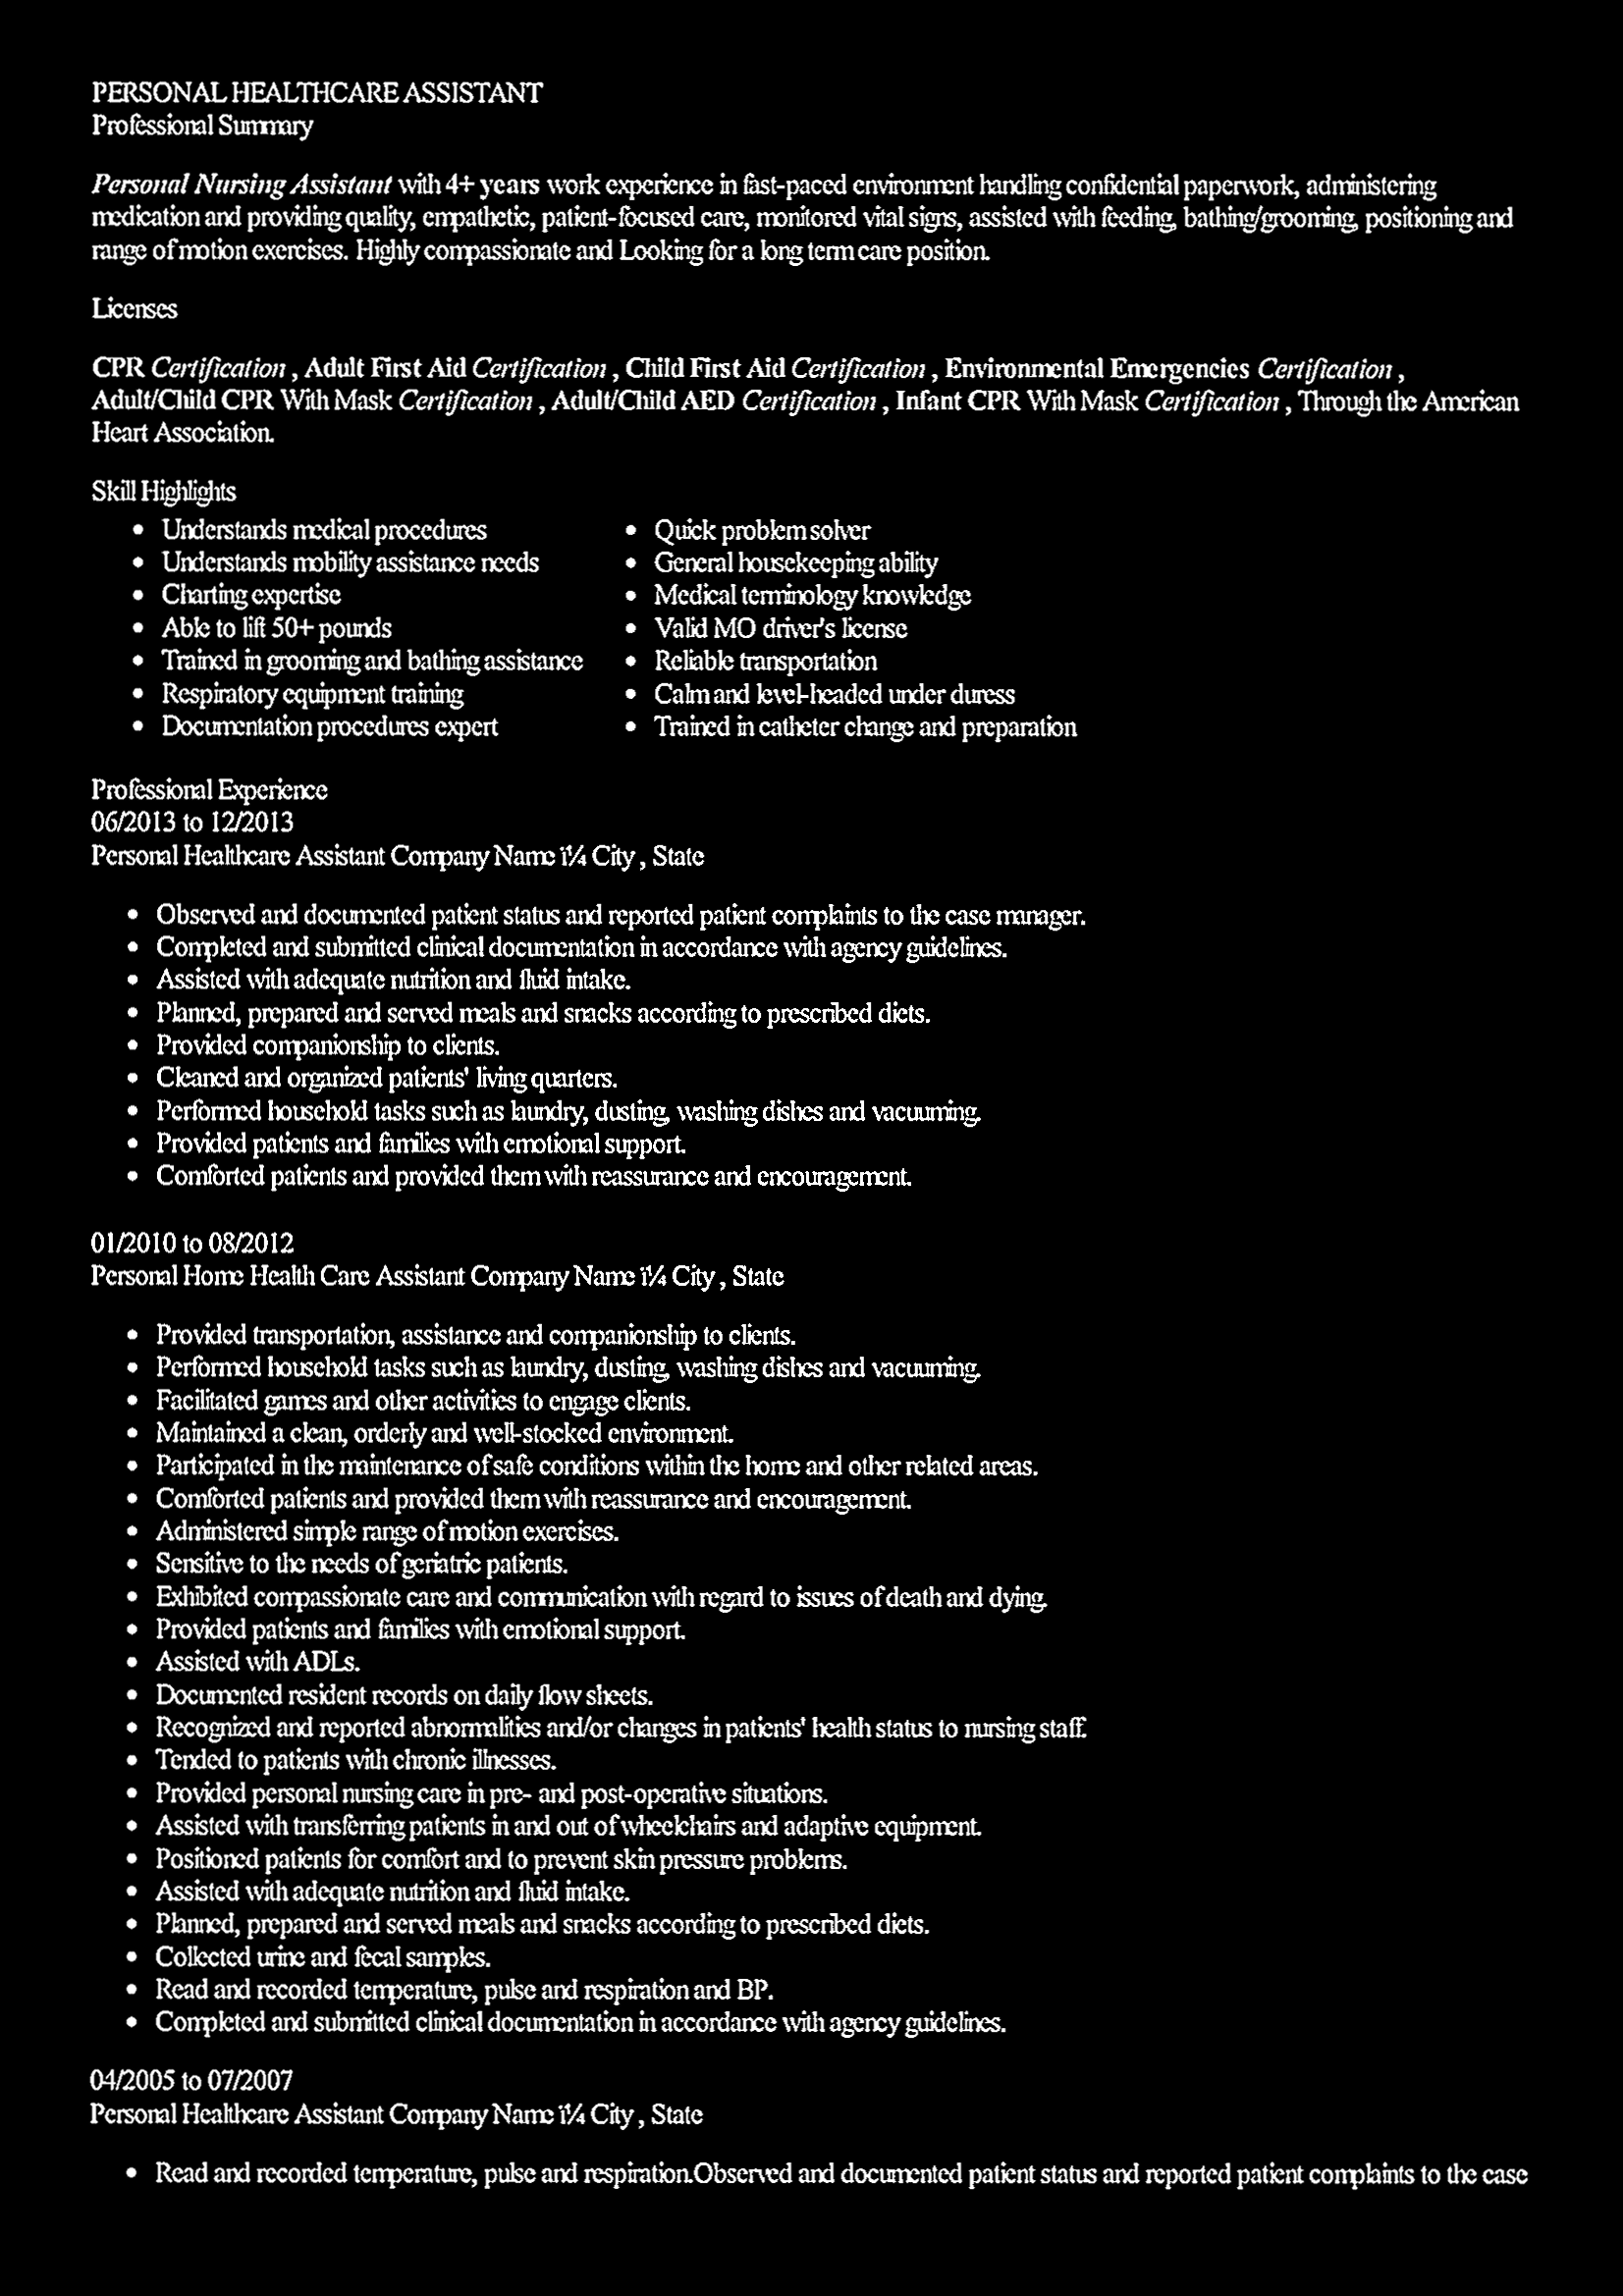 PERSONAL HEALTHCARE ASSISTANT
Professional Summary
Personal Nursing Assistant with 4+ years work experience in fast-paced environment handling confidential paperwork, administering
medication and providing quality, empathetic, patient-focused care, monitored vital signs, assisted with feeding, bathing/grooming, positioning and
range of motion exercises. Highly compassionate and Looking for a long term care position.
Licenses
CPR Certification , Adult First Aid Certification , Child First Aid Certification , Environmental Emergencies Certification ,
Adult/Child CPR With Mask Certification , Adult/Child AED Certification , Infant CPR With Mask Certification , Through the American
Heart Association.
Skill Highlights
• Understands medical procedures
• Understands mobility assistance needs
• Charting expertise
• Able to lift 50+ pounds
• Trained in grooming and bathing assistance
• Respiratory equipment training
• Documentation procedures expert
• Quick problem solver
• General housekeeping ability
• Medical terminology knowledge
• Valid MO driver's license
• Reliable transportation
• Calm and level-headed under duress
• Trained in catheter change and preparation
Professional Experience
06/2013 to 12/2013
Personal Healthcare Assistant Company Name ï¼ City , State
• Observed and documented patient status and reported patient complaints to the case manager.
• Completed and submitted clinical documentation in accordance with agency guidelines.
• Assisted with adequate nutrition and fluid intake.
• Planned, prepared and served meals and snacks according to prescribed diets.
• Provided companionship to clients.
• Cleaned and organized patients' living quarters.
• Performed household tasks such as laundry, dusting, washing dishes and vacuuming.
• Provided patients and families with emotional support.
• Comforted patients and provided them with reassurance and encouragement.
01/2010 to 08/2012
Personal Home Health Care Assistant Company Name ï¼ City , State
• Provided transportation, assistance and companionship to clients.
• Performed household tasks such as laundry, dusting, washing dishes and vacuuming.
• Facilitated games and other activities to engage clients.
• Maintained a clean, orderly and well-stocked environment.
• Participated in the maintenance of safe conditions within the home and other related areas.
• Comforted patients and provided them with reassurance and encouragement.
• Administered simple range of motion exercises.
• Sensitive to the needs of geriatric patients.
• Exhibited compassionate care and communication with regard to issues of death and dying.
• Provided patients and families with emotional support.
• Assisted with ADLs.
• Documented resident records on daily flow sheets.
• Recognized and reported abnormalities and/or changes in patients' health status to nursing staff.
• Tended to patients with chronic illnesses.
• Provided personal nursing care in pre- and post-operative situations.
• Assisted with transferring patients in and out of wheelchairs and adaptive equipment.
• Positioned patients for comfort and to prevent skin pressure problems.
• Assisted with adequate nutrition and fluid intake.
• Planned, prepared and served meals and snacks according to prescribed diets.
• Collected urine and fecal samples.
• Read and recorded temperature, pulse and respiration and BP.
• Completed and submitted clinical documentation in accordance with agency guidelines.
04/2005 to 07/2007
Personal Healthcare Assistant Company Name ï¼ City , State
• Read and recorded temperature, pulse and respiration.Observed and documented patient status and reported patient complaints to the case